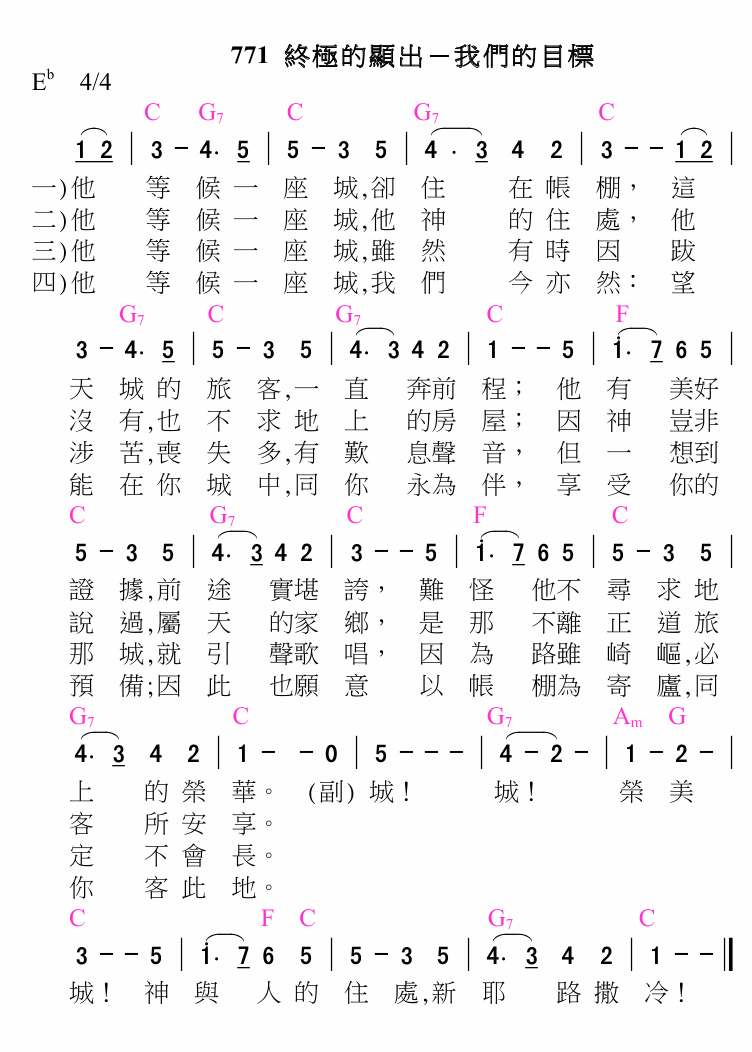 771 終極的顯出－我們的目標
E♭ 4/4
C G7 C G7 C
1 2 | 3 - 4. 5 | 5 - 3 5 | 4 . 3 4 2 | 3 - - 1 2 |
一)他 等 候 一 座 城,卻 住 在 帳 棚， 這
二)他 等 候 一 座 城,他 神 的 住 處， 他
三)他 等 候 一 座 城,雖 然 有 時 因 跋
四)他 等 候 一 座 城,我 們 今 亦 然： 望
G7 C G7 C F
3 - 4. 5 | 5 - 3 5 | 4. 3 4 2 | 1 - - 5 | i. 7 6 5 |
天 城 的 旅 客,一 直 奔前 程； 他 有 美好
沒 有,也 不 求 地 上 的房 屋； 因 神 豈非
涉 苦,喪 失 多,有 歎 息聲 音， 但 一 想到
能 在 你 城 中,同 你 永為 伴， 享 受 你的
C G7 C F C
5 - 3 5 | 4. 3 4 2 | 3 - - 5 | i. 7 6 5 | 5 - 3 5 |
證 據,前 途 實堪 誇， 難 怪 他不 尋 求 地
說 過,屬 天 的家 鄉， 是 那 不離 正 道 旅
那 城,就 引 聲歌 唱， 因 為 路雖 崎 嶇,必
預 備;因 此 也願 意 以 帳 棚為 寄 廬,同
G7 C G7 Am G
4. 3 4 2 | 1 - - 0 | 5 - - - | 4 - 2 - | 1 - 2 - |
上 的 榮 華。 (副) 城！ 城！ 榮 美
客 所 安 享。
定 不 會 長。
你 客 此 地。
C F C G7 C
3 - - 5 | i. 7 6 5 | 5 - 3 5 | 4. 3 4 2 | 1 - - ‖
城！ 神 與 人 的 住 處,新 耶 路 撒 冷！